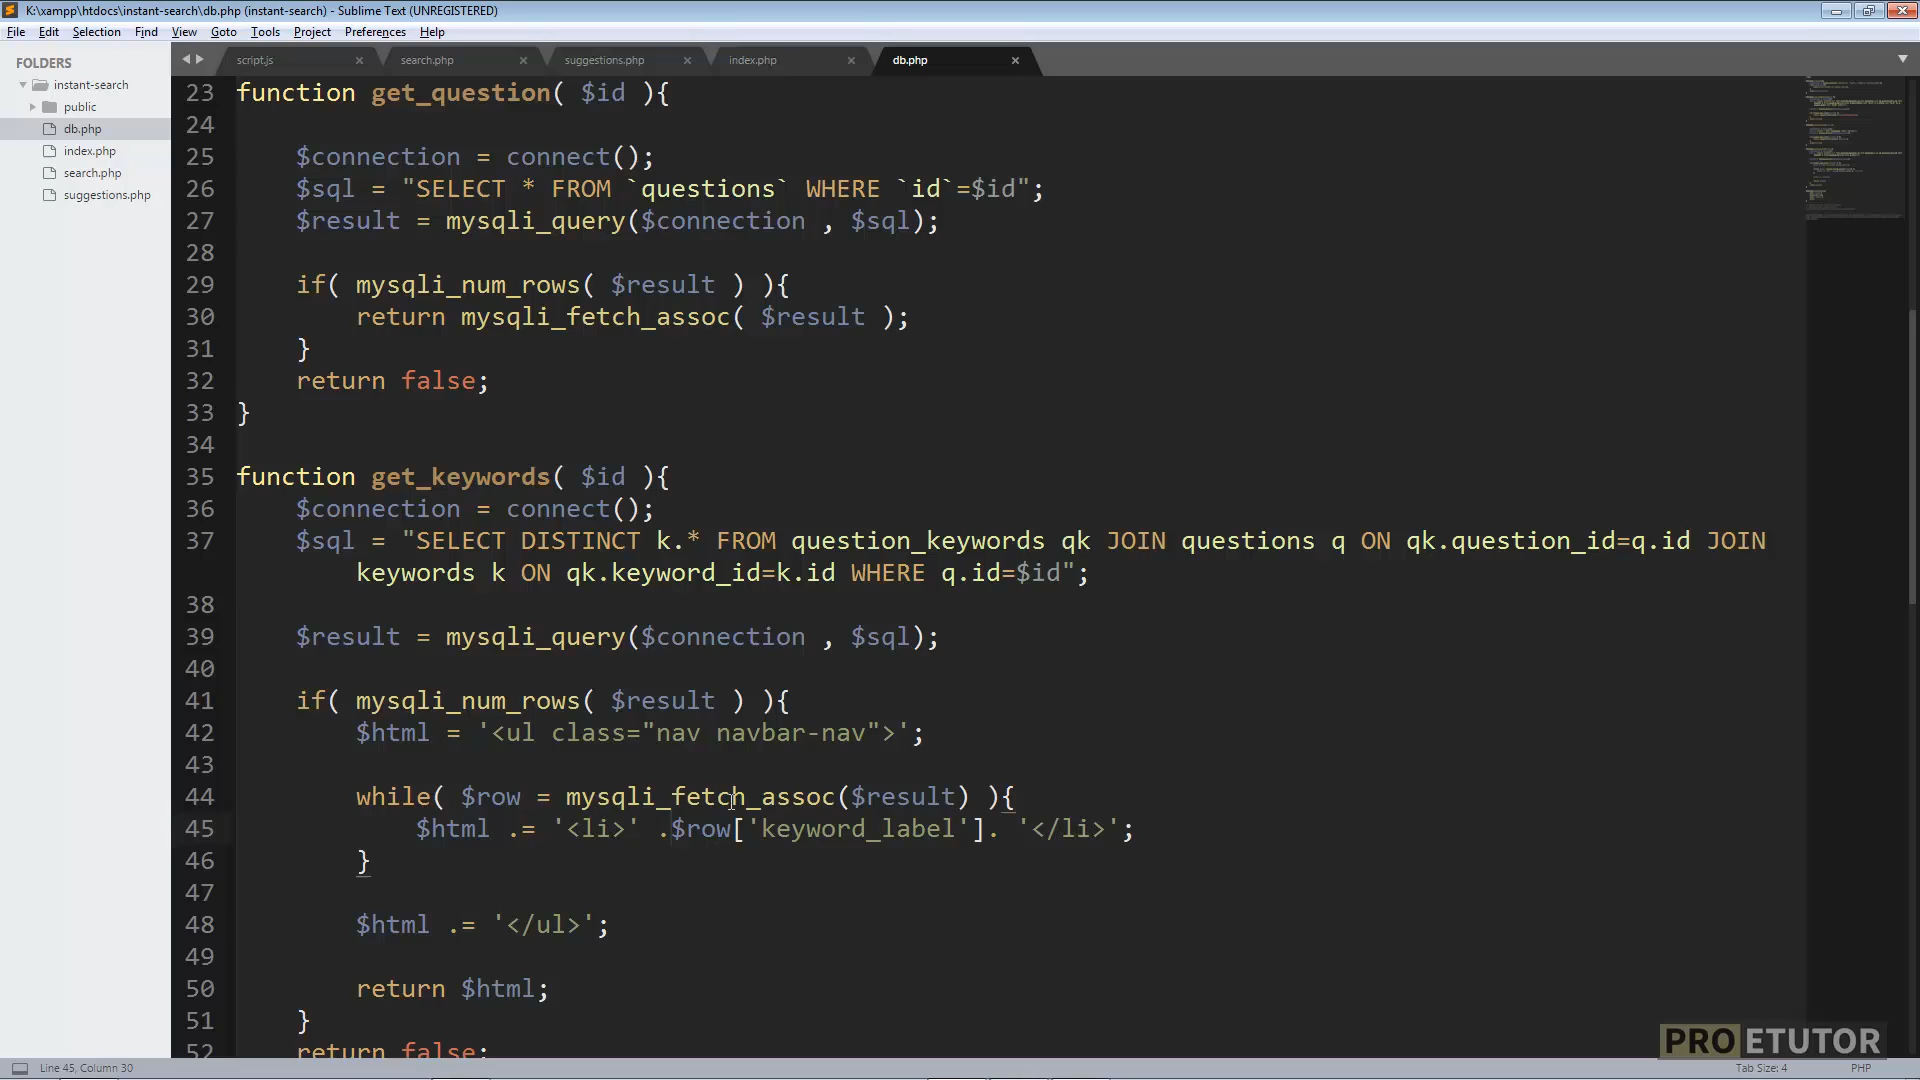 K:\xampp\htdocs\instant-search\db.php (instant-search) - Sublime Text (UNREGISTERED)
File Edit Selection Find View Goto Tools Project Preferences Help
FOLDERS
instant-search
public
db.php
index.php
search.php
suggestions.php
script.js × search.php × suggestions.php × index.php × db.php ×
23 function get_question( $id ){
24
25     $connection = connect();
26     $sql = "SELECT * FROM `questions` WHERE `id`=$id";
27     $result = mysqli_query($connection , $sql);
28
29     if( mysqli_num_rows( $result ) ){
30         return mysqli_fetch_assoc( $result );
31     }
32     return false;
33 }
34
35 function get_keywords( $id ){
36     $connection = connect();
37     $sql = "SELECT DISTINCT k.* FROM question_keywords qk JOIN questions q ON qk.question_id=q.id JOIN
keywords k ON qk.keyword_id=k.id WHERE q.id=$id";
38
39     $result = mysqli_query($connection , $sql);
40
41     if( mysqli_num_rows( $result ) ){
42         $html = '<ul class="nav navbar-nav">';
43
44         while( $row = mysqli_fetch_assoc($result) ){
45             $html .= '<li>' .$row['keyword_label']. '</li>';
46         }
47
48         $html .= '</ul>';
49
50         return $html;
51     }
52     return false;
PROETUTOR
Line 45, Column 30
Tab Size: 4
PHP